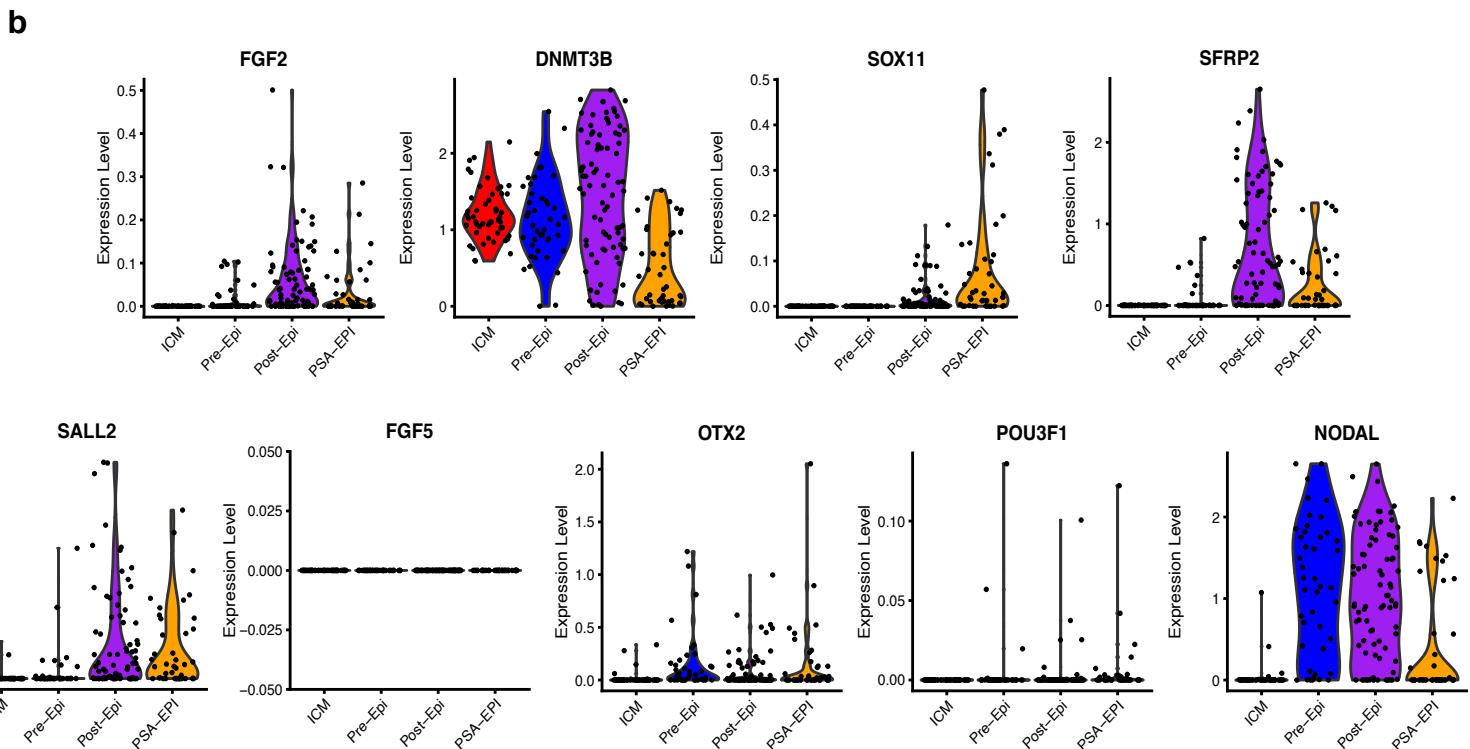 b
FGF2
Expression Level
0.5
0.4
0.3
0.2
0.1
0.0
ICM
Pre−Epi
Post−Epi
PSA−EPI
DNMT3B
Expression Level
2
1
0
ICM
Pre−Epi
Post−Epi
PSA−EPI
SOX11
Expression Level
0.5
0.4
0.3
0.2
0.1
0.0
ICM
Pre−Epi
Post−Epi
PSA−EPI
SFRP2
Expression Level
2
1
0
ICM
Pre−Epi
Post−Epi
PSA−EPI
SALL2
M
Pre−Epi
Post−Epi
PSA−EPI
FGF5
Expression Level
0.050
0.025
0.000
−0.025
−0.050
ICM
Pre−Epi
Post−Epi
PSA−EPI
OTX2
Expression Level
2.0
1.5
1.0
0.5
0.0
ICM
Pre−Epi
Post−Epi
PSA−EPI
POU3F1
Expression Level
0.10
0.05
0.00
ICM
Pre−Epi
Post−Epi
PSA−EPI
NODAL
Expression Level
2
1
0
ICM
Pre−Epi
Post−Epi
PSA−EPI